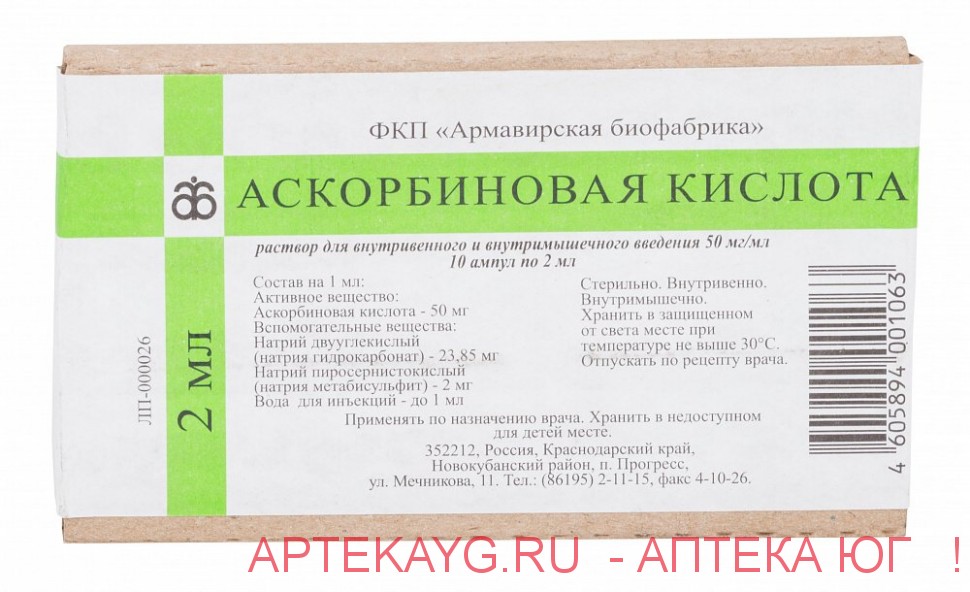 ФКП «Армавирская биофабрика»
АСКОРБИНОВАЯ КИСЛОТА
раствор для внутривенного и внутримышечного введения 50 мг/мл
10 ампул по 2 мл
Состав на 1 мл:
Активное вещество:
Аскорбиновая кислота - 50 мг
Вспомогательные вещества:
Натрий двууглекислый
(натрия гидрокарбонат) - 23,85 мг
Натрий пиросернистокислый
(натрия метабисульфит) - 2 мг
Вода для инъекций - до 1 мл
Стерильно. Внутривенно.
Внутримышечно.
Хранить в защищенном
от света месте при
температуре не выше 30°С.
Отпускать по рецепту врача.
Применять по назначению врача. Хранить в недоступном
для детей месте.
352212, Россия, Краснодарский край,
Новокубанский район, п. Прогресс,
ул. Мечникова, 11. Тел.: (86195) 2-11-15, факс 4-10-26.
ЛП-000026
2 мл
4 605894 001063
APTEKAYG.RU - АПТЕКА ЮГ !